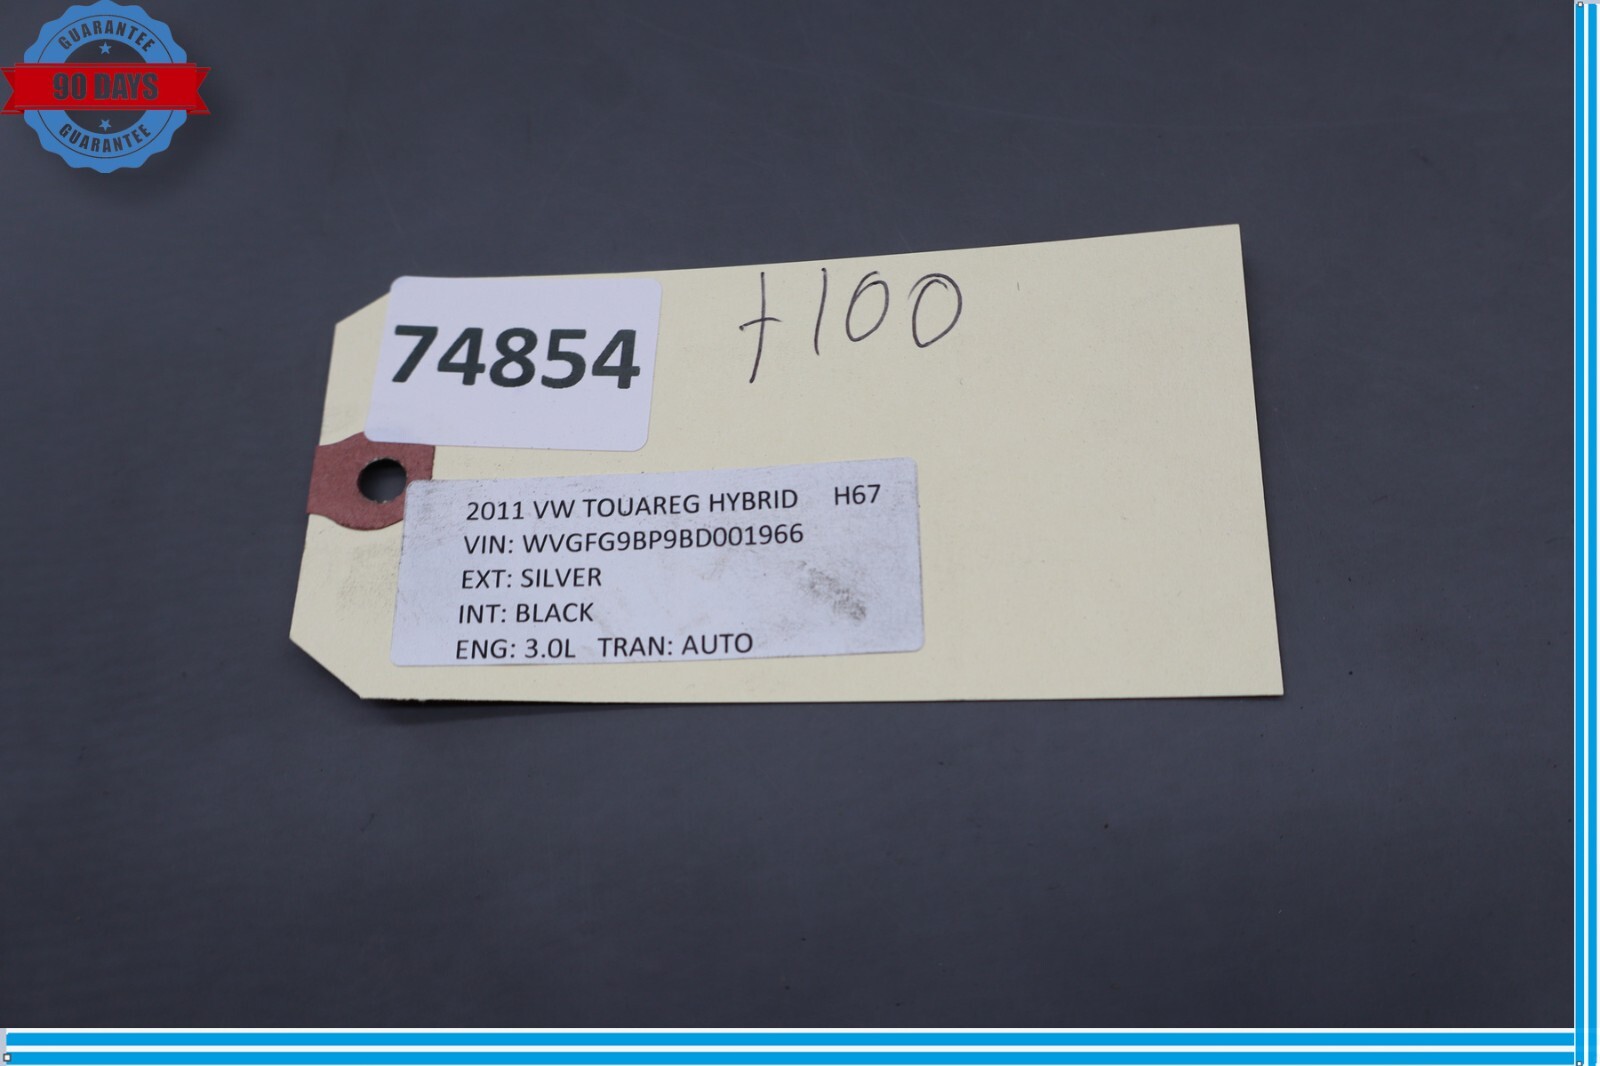 GUARANTEE
90 DAYS
GUARANTEE
+100
74854
2011 VW TOUAREG HYBRID H67
VIN: WVGFG9BP9BD001966
EXT: SILVER
INT: BLACK
ENG: 3.0L TRAN: AUTO